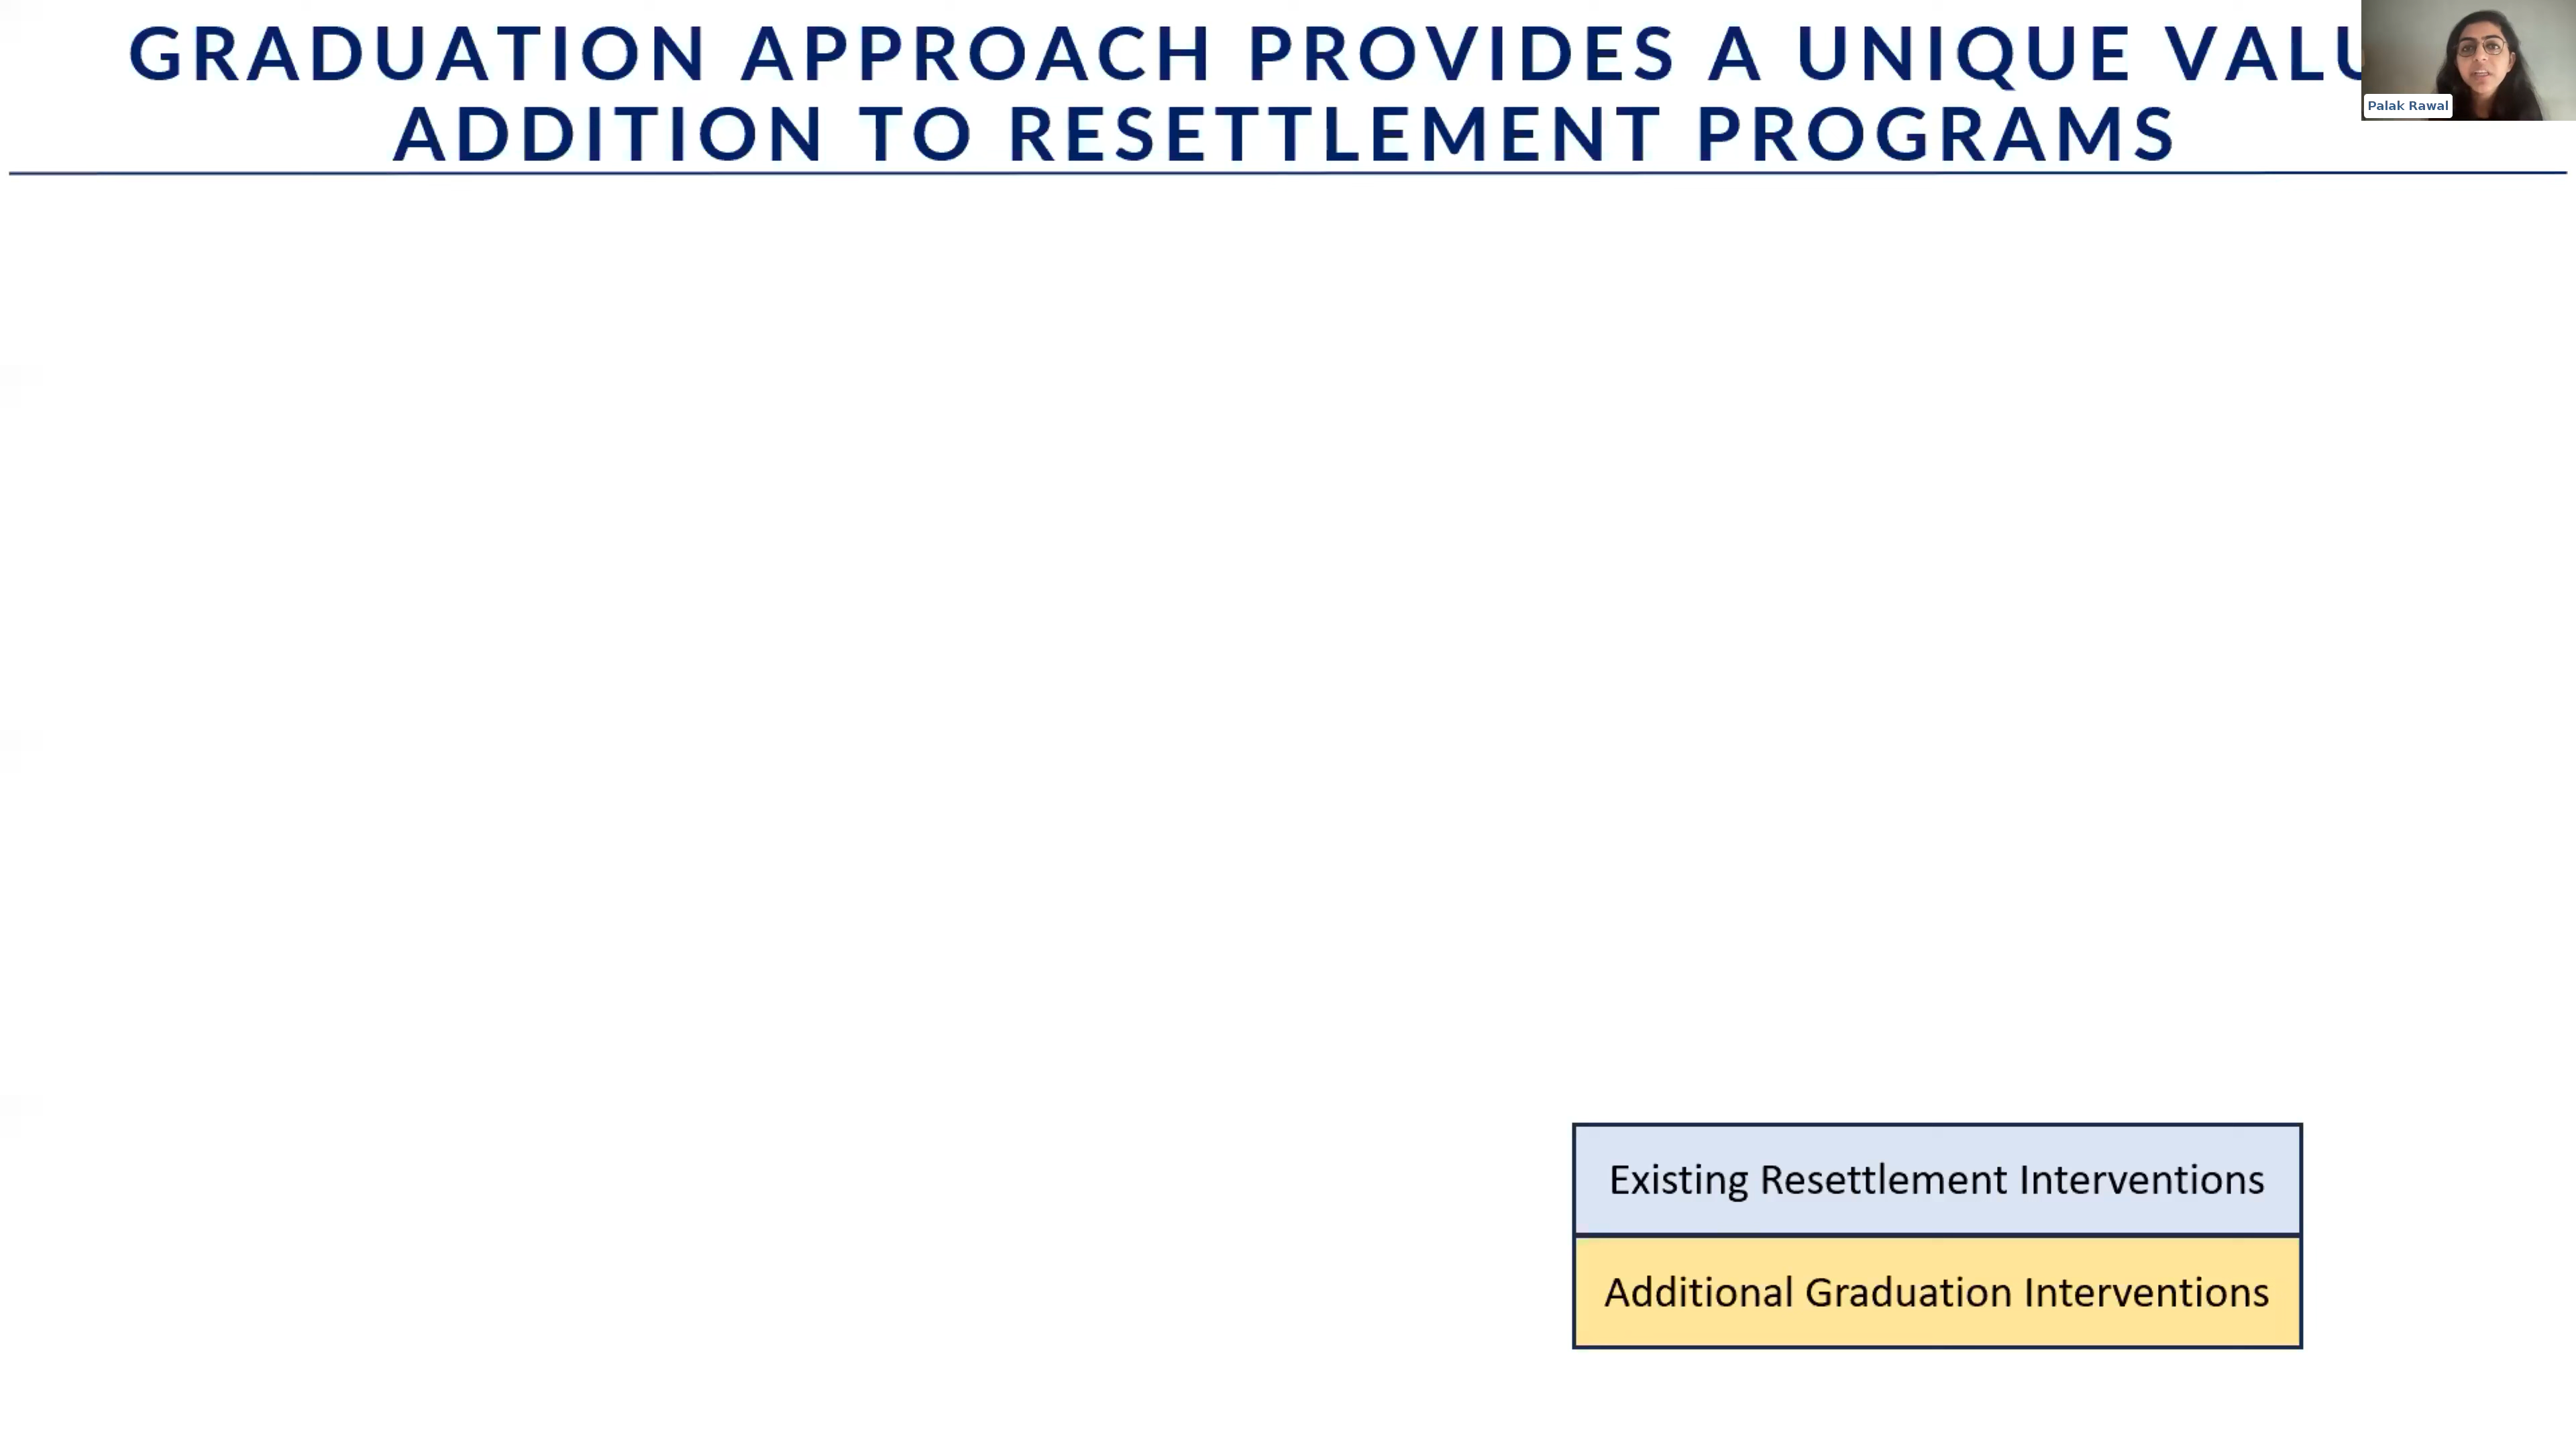 GRADUATION APPROACH PROVIDES A UNIQUE VALU
ADDITION TO RESETTLEMENT PROGRAMS
Palak Rawal
Existing Resettlement Interventions
Additional Graduation Interventions